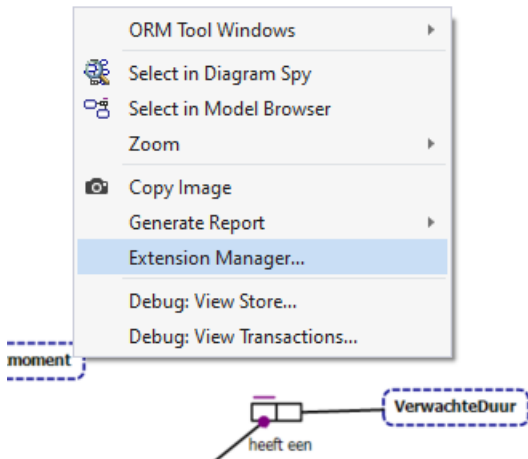 ORM Tool Windows
Select in Diagram Spy
Select in Model Browser
Zoom
Copy Image
Generate Report
Extension Manager...
Debug: View Store...
Debug: View Transactions...
moment
VerwachteDuur
heeft een